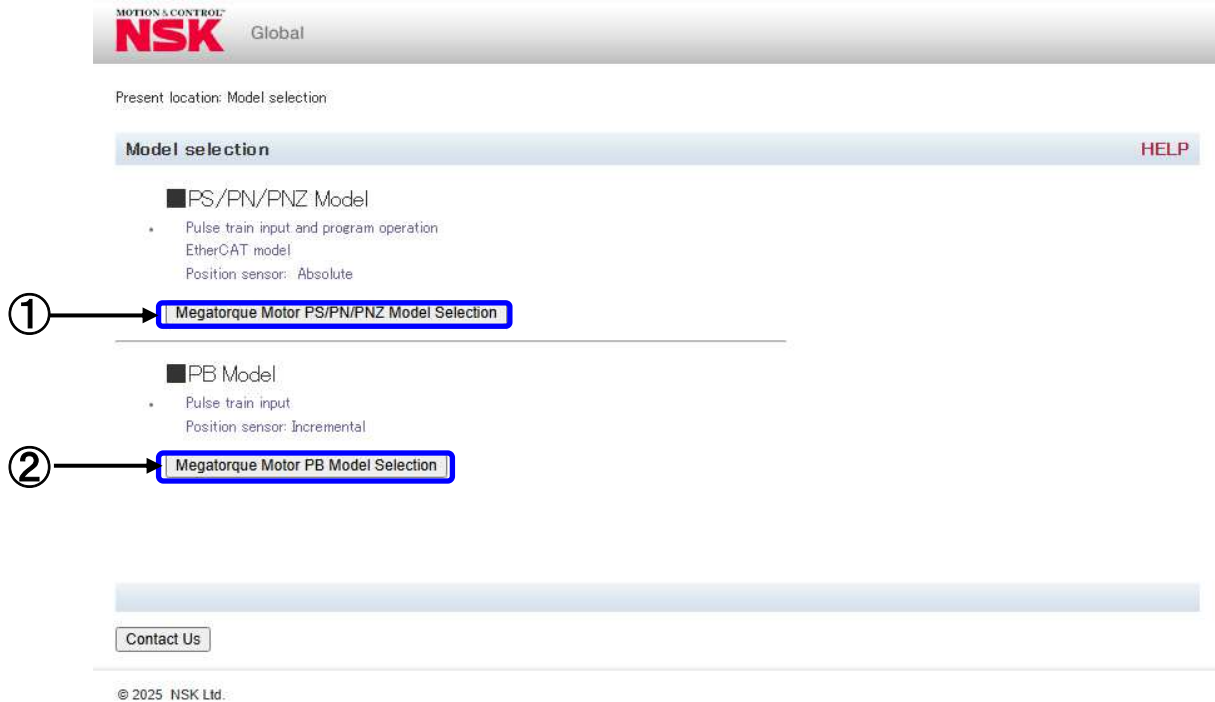 MOTION & CONTROL™
NSK Global
Present location: Model selection
Model selection HELP
■PS/PN/PNZ Model
Pulse train input and program operation
EtherCAT model
Position sensor: Absolute
① Megatorque Motor PS/PN/PNZ Model Selection
■PB Model
Pulse train input
Position sensor: Incremental
② Megatorque Motor PB Model Selection
Contact Us
© 2025 NSK Ltd.